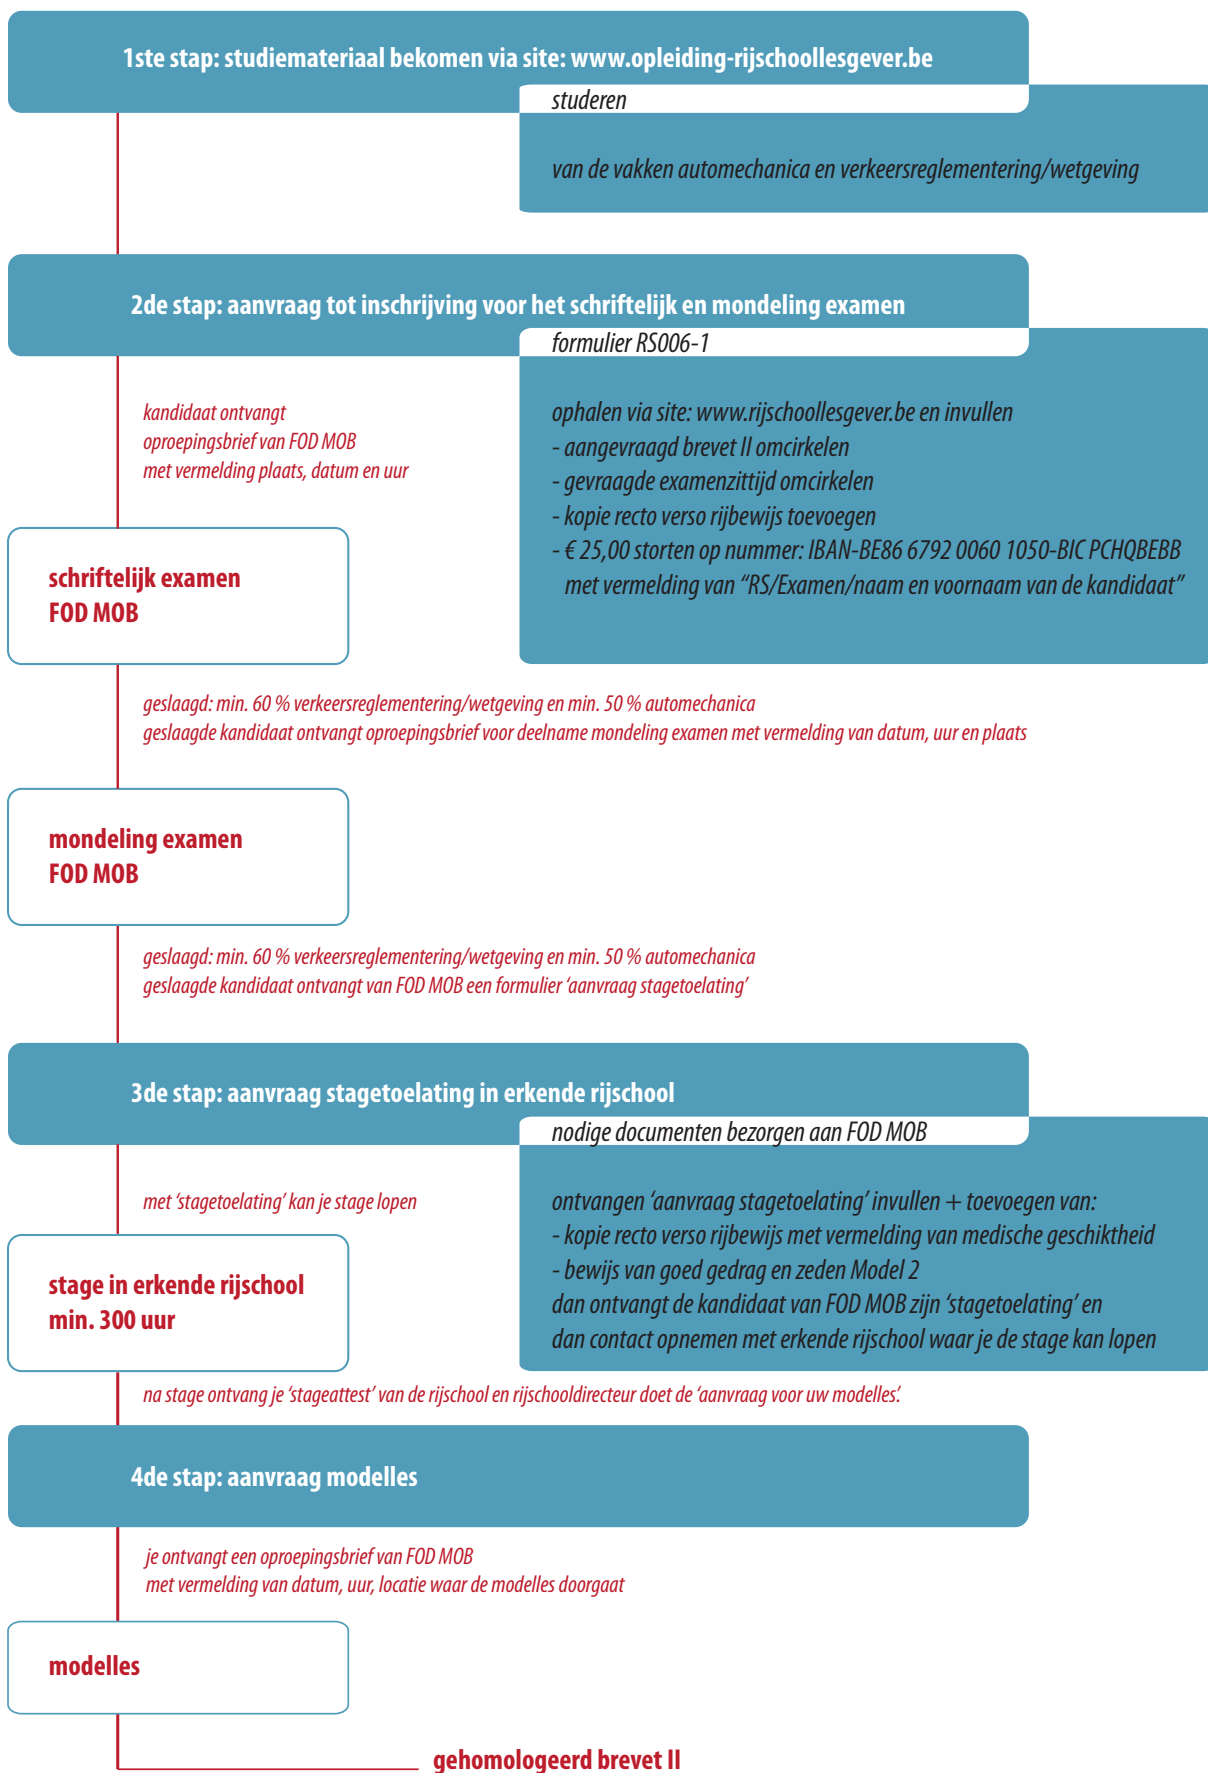 1ste stap: studiemateriaal bekomen via site: www.opleiding-rijschoollesgever.be
studeren
van de vakken automechanica en verkeersreglementering/wetgeving
2de stap: aanvraag tot inschrijving voor het schriftelijk en mondeling examen
formulier RS006-1
ophalen via site: www.rijschoollesgever.be en invullen
- aangevraagd brevet II omcirkelen
- gevraagde examenzittijd omcirkelen
- kopie recto verso rijbewijs toevoegen
- € 25,00 storten op nummer: IBAN-BE86 6792 0060 1050-BIC PCHQBEBB
met vermelding van “RS/Examen/naam en voornaam van de kandidaat”
kandidaat ontvangt
oproepingsbrief van FOD MOB
met vermelding plaats, datum en uur
schriftelijk examen
FOD MOB
geslaagd: min. 60 % verkeersreglementering/wetgeving en min. 50 % automechanica
geslaagde kandidaat ontvangt oproepingsbrief voor deelname mondeling examen met vermelding van datum, uur en plaats
mondeling examen
FOD MOB
geslaagd: min. 60 % verkeersreglementering/wetgeving en min. 50 % automechanica
geslaagde kandidaat ontvangt van FOD MOB een formulier ‘aanvraag stagetoelating’
3de stap: aanvraag stagetoelating in erkende rijschool
nodige documenten bezorgen aan FOD MOB
ontvangen ‘aanvraag stagetoelating’ invullen + toevoegen van:
- kopie recto verso rijbewijs met vermelding van medische geschiktheid
- bewijs van goed gedrag en zeden Model 2
dan ontvangt de kandidaat van FOD MOB zijn ‘stagetoelating’ en
dan contact opnemen met erkende rijschool waar je de stage kan lopen
met ‘stagetoelating’ kan je stage lopen
stage in erkende rijschool
min. 300 uur
na stage ontvang je ‘stageattest’ van de rijschool en rijschooldirecteur doet de ‘aanvraag voor uw modelles’.
4de stap: aanvraag modelles
je ontvangt een oproepingsbrief van FOD MOB
met vermelding van datum, uur, locatie waar de modelles doorgaat
modelles
gehomologeerd brevet II